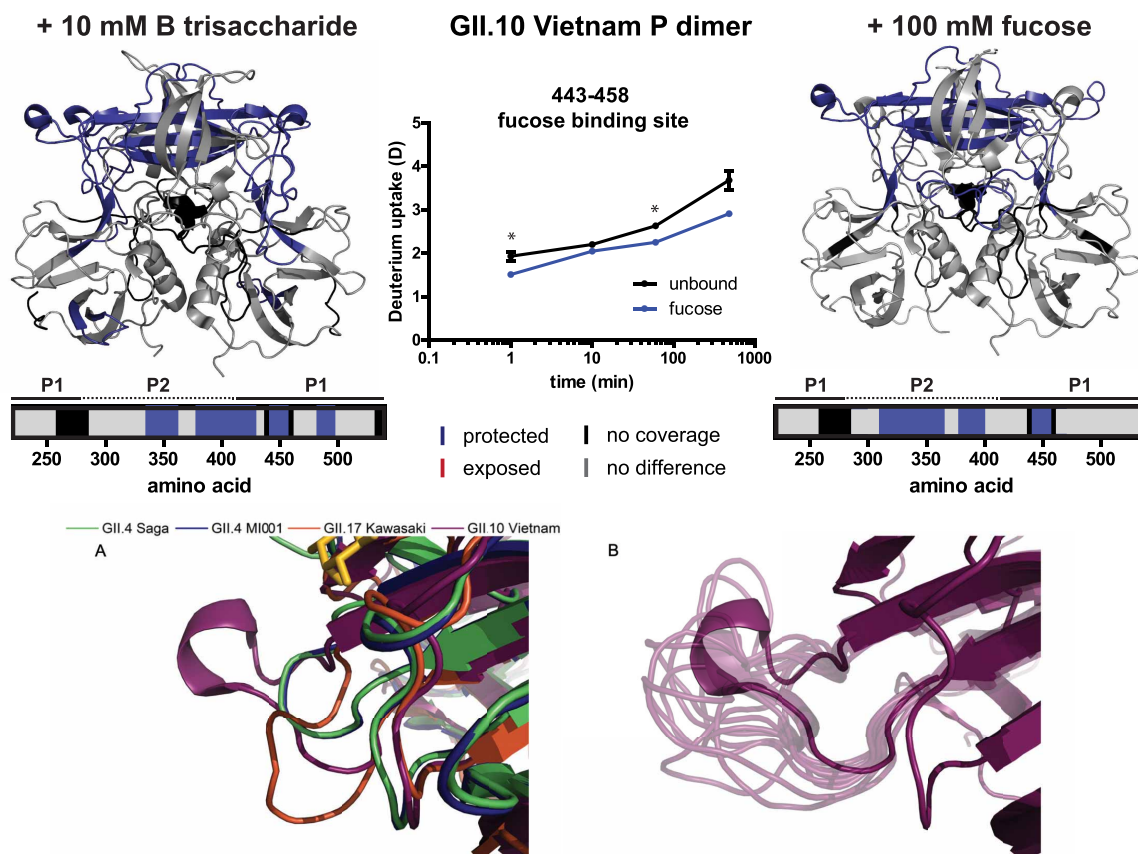 + 10 mM B trisaccharide
GII.10 Vietnam P dimer
+ 100 mM fucose
443-458
fucose binding site
Deuterium uptake (D)
5
4
3
2
1
0
*
*
unbound
fucose
0.1
1
10
100
1000
time (min)
P1
P2
P1
250
300
350
400
450
500
amino acid
protected
exposed
no coverage
no difference
P1
P2
P1
250
300
350
400
450
500
amino acid
GII.4 Saga
GII.4 MI001
GII.17 Kawasaki
GII.10 Vietnam
A
B